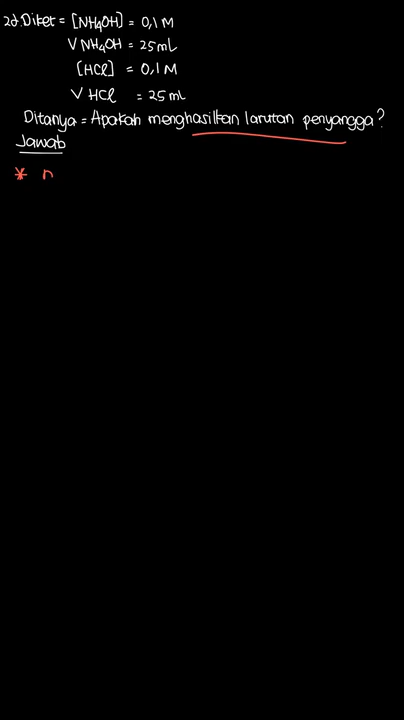 2d. Diket = [NH4OH] = 0,1 M
V NH4OH = 25 mL
[HCl] = 0,1 M
V HCl = 25 mL
Ditanya = Apakah menghasilkan larutan penyangga?
Jawab
* n